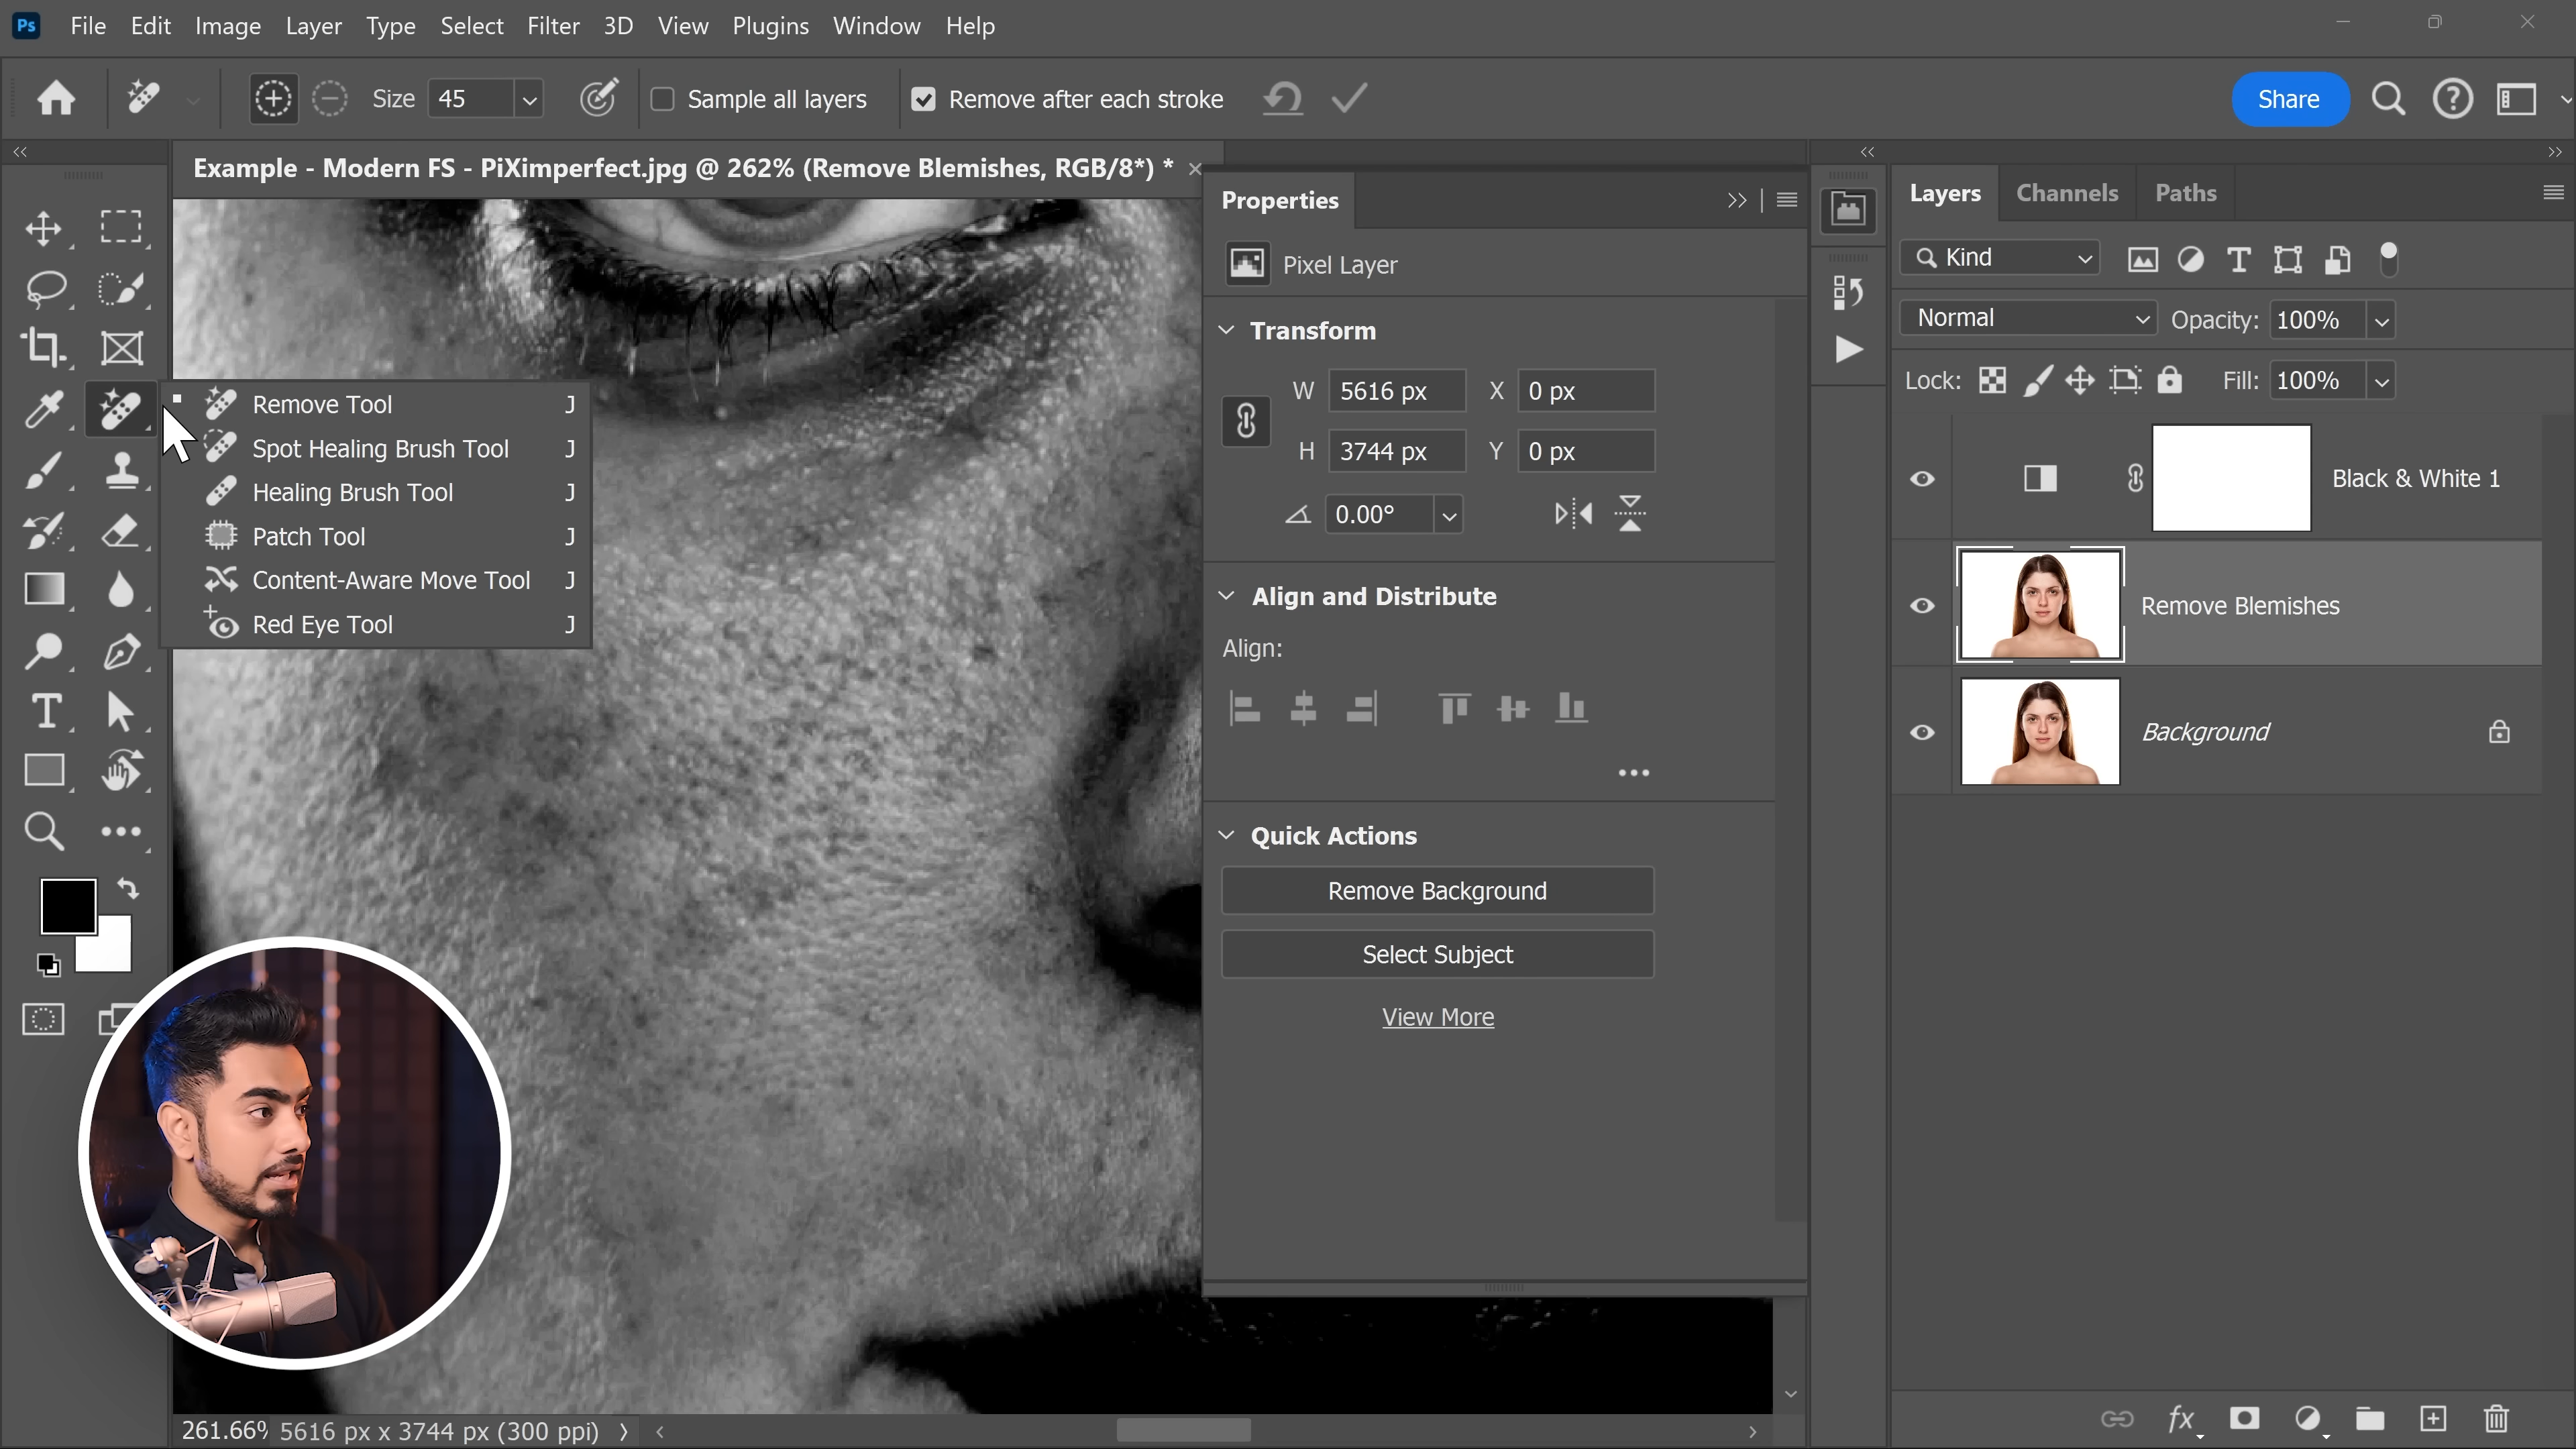 Ps File Edit Image Layer Type Select Filter 3D View Plugins Window Help
Size 45 Sample all layers Remove after each stroke Share
Example - Modern FS - PiXimperfect.jpg @ 262% (Remove Blemishes, RGB/8*) *
Remove Tool J
Spot Healing Brush Tool J
Healing Brush Tool J
Patch Tool J
Content-Aware Move Tool J
Red Eye Tool J
Properties
Pixel Layer
Transform
W 5616 px X 0 px
H 3744 px Y 0 px
0.00°
Align and Distribute
Align:
Quick Actions
Remove Background
Select Subject
View More
Layers Channels Paths
Kind
Normal Opacity: 100%
Lock: Fill: 100%
Black & White 1
Remove Blemishes
Background
261.66% 5616 px x 3744 px (300 ppi)